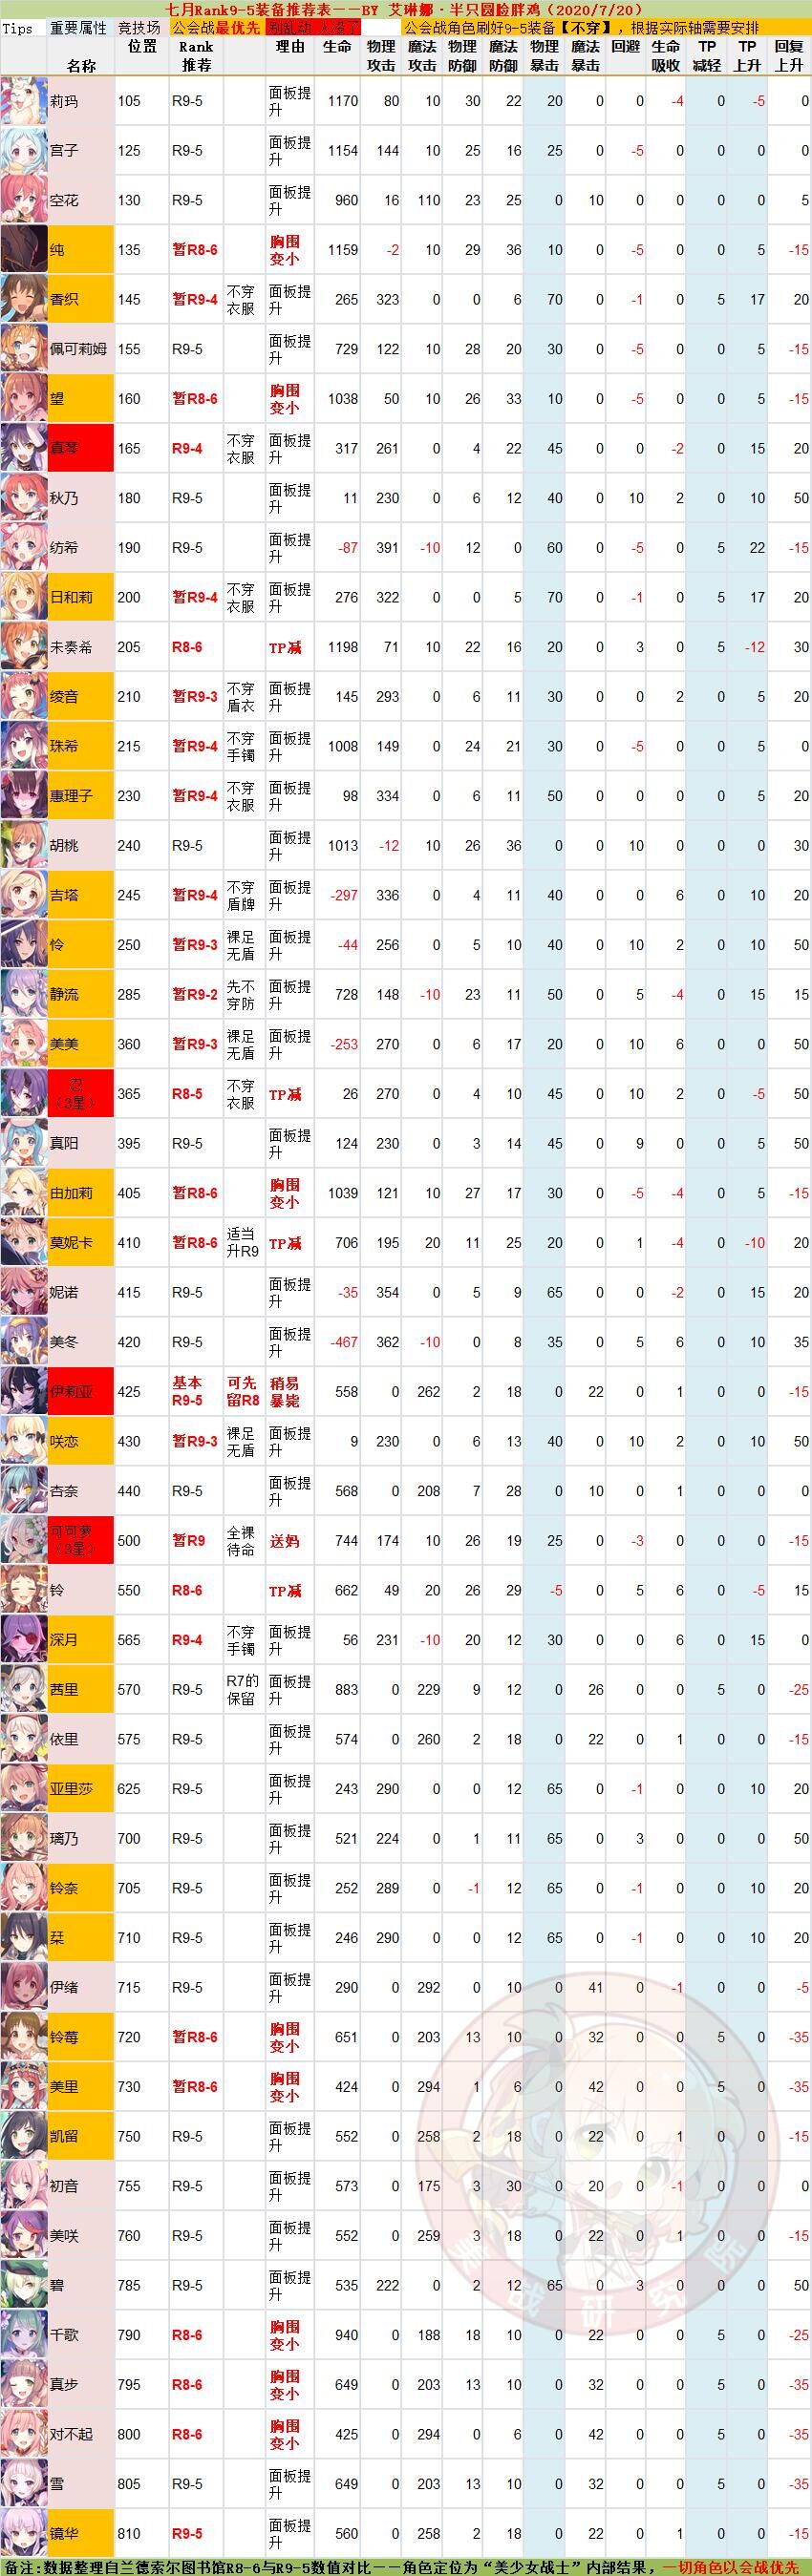 七月Rank9-5装备推荐表——BY 艾琳娜·半只圆脸胖鸡（2020/7/20）
Tips 重要属性 竞技场 公会战最优先 别乱动 人没了 公会战角色刷好9-5装备【不穿】，根据实际轴需要安排
名称 位置 Rank推荐 理由 生命 物理攻击 魔法攻击 物理防御 魔法防御 物理暴击 魔法暴击 回避 生命吸收 TP减轻 TP上升 回复上升
莉玛 105 R9-5 面板提升 1170 80 10 30 22 20 0 0 -4 0 -5 0
宫子 125 R9-5 面板提升 1154 144 10 25 16 25 0 -5 0 0 0 0
空花 130 R9-5 面板提升 960 16 110 23 25 0 10 0 0 0 0 5
纯 135 暂R8-6 胸围变小 1159 -2 10 29 36 10 0 -5 0 0 5 -15
香织 145 暂R9-4 不穿衣服 面板提升 265 323 0 0 6 70 0 -1 0 5 17 20
佩可莉姆 155 R9-5 面板提升 729 122 10 28 20 30 0 -5 0 0 5 -15
望 160 暂R8-6 胸围变小 1038 50 10 26 33 10 0 -5 0 0 5 -15
真琴 165 R9-4 不穿衣服 面板提升 317 261 0 4 22 45 0 0 -2 0 15 20
秋乃 180 R9-5 面板提升 11 230 0 6 12 40 0 10 2 0 10 50
纺希 190 R9-5 面板提升 -87 391 -10 12 0 60 0 -5 0 5 22 -15
日和莉 200 暂R9-4 不穿衣服 面板提升 276 322 0 0 5 70 0 -1 0 5 17 20
未奏希 205 R8-6 TP减 1198 71 10 22 16 20 0 3 0 5 -12 30
绫音 210 暂R9-3 不穿盾衣 面板提升 145 293 0 6 11 30 0 0 2 0 5 20
珠希 215 暂R9-4 不穿手镯 面板提升 1008 149 0 24 21 30 0 -5 0 0 5 0
惠理子 230 暂R9-4 不穿衣服 面板提升 98 334 0 6 11 50 0 0 0 0 5 20
胡桃 240 R9-5 面板提升 1013 -12 10 26 36 0 0 10 0 0 0 30
吉塔 245 暂R9-4 不穿盾牌 面板提升 -297 336 0 4 11 40 0 0 6 0 10 20
怜 250 暂R9-3 裸足无盾 面板提升 -44 256 0 5 10 40 0 10 2 0 10 50
静流 285 暂R9-2 先不穿防 面板提升 728 148 -10 23 11 50 0 5 -4 0 15 15
美美 360 暂R9-3 裸足无盾 面板提升 -253 270 0 6 17 20 0 10 6 0 0 50
忍（3星） 365 R8-5 不穿衣服 TP减 26 270 0 4 10 45 0 10 2 0 -5 50
真阳 395 R9-5 面板提升 124 230 0 3 14 45 0 9 0 0 5 50
由加莉 405 暂R8-6 胸围变小 1039 121 10 27 17 30 0 -5 -4 0 5 -15
莫妮卡 410 暂R8-6 适当升R9 TP减 706 195 20 11 25 20 0 1 -4 0 -10 20
妮诺 415 R9-5 面板提升 -35 354 0 5 9 65 0 0 -2 0 15 20
美冬 420 R9-5 面板提升 -467 362 -10 0 8 35 0 5 6 0 10 35
伊莉亚 425 基本R9-5 可先留R8 稍易暴毙 558 0 262 2 18 0 22 0 1 0 0 -15
咲恋 430 暂R9-3 裸足无盾 面板提升 9 230 0 6 13 40 0 10 2 0 10 50
杏奈 440 R9-5 面板提升 568 0 208 7 28 0 10 0 1 0 0 0
可可萝（3星） 500 暂R9 全裸待命 送妈 744 174 10 26 19 25 0 -3 0 0 0 -15
铃 550 R8-6 TP减 662 49 20 26 29 -5 0 5 6 0 -5 15
深月 565 R9-4 不穿手镯 面板提升 56 231 -10 20 12 30 0 0 6 0 15 0
茜里 570 R9-5 R7的保留 面板提升 883 0 229 9 12 0 26 0 0 5 0 -25
依里 575 R9-5 面板提升 574 0 260 2 18 0 22 0 1 0 0 -15
亚里莎 625 R9-5 面板提升 243 290 0 0 12 65 0 -1 0 0 10 20
璃乃 700 R9-5 面板提升 521 224 0 1 11 65 0 3 0 0 0 50
铃奈 705 R9-5 面板提升 252 289 0 -1 12 65 0 -1 0 0 10 20
栞 710 R9-5 面板提升 246 290 0 0 12 65 0 -1 0 0 10 20
伊绪 715 R9-5 面板提升 290 0 292 0 10 0 41 0 -1 0 0 -5
铃莓 720 暂R8-6 胸围变小 651 0 203 13 10 0 32 0 0 5 0 -35
美里 730 暂R8-6 胸围变小 424 0 294 1 6 0 42 0 0 5 0 -35
凯留 750 R9-5 面板提升 552 0 258 2 18 0 22 0 1 0 0 -15
初音 755 R9-5 面板提升 573 0 175 3 30 0 20 0 -1 0 0 0
美咲 760 R9-5 面板提升 552 0 259 3 18 0 22 0 1 0 0 -15
碧 785 R9-5 面板提升 535 222 0 2 12 65 0 3 0 0 0 50
千歌 790 R8-6 胸围变小 940 0 188 18 10 0 22 0 0 5 0 -25
真步 795 R8-6 胸围变小 649 0 203 13 10 0 32 0 0 5 0 -35
对不起 800 R8-6 胸围变小 425 0 294 0 6 0 42 0 0 5 0 -35
雪 805 R9-5 面板提升 649 0 203 13 10 0 32 0 0 5 0 -35
镜华 810 R9-5 面板提升 560 0 258 2 18 0 22 0 1 0 0 -15
备注:数据整理自兰德索尔图书馆R8-6与R9-5数值对比——角色定位为“美少女战士”内部结果，一切角色以会战优先